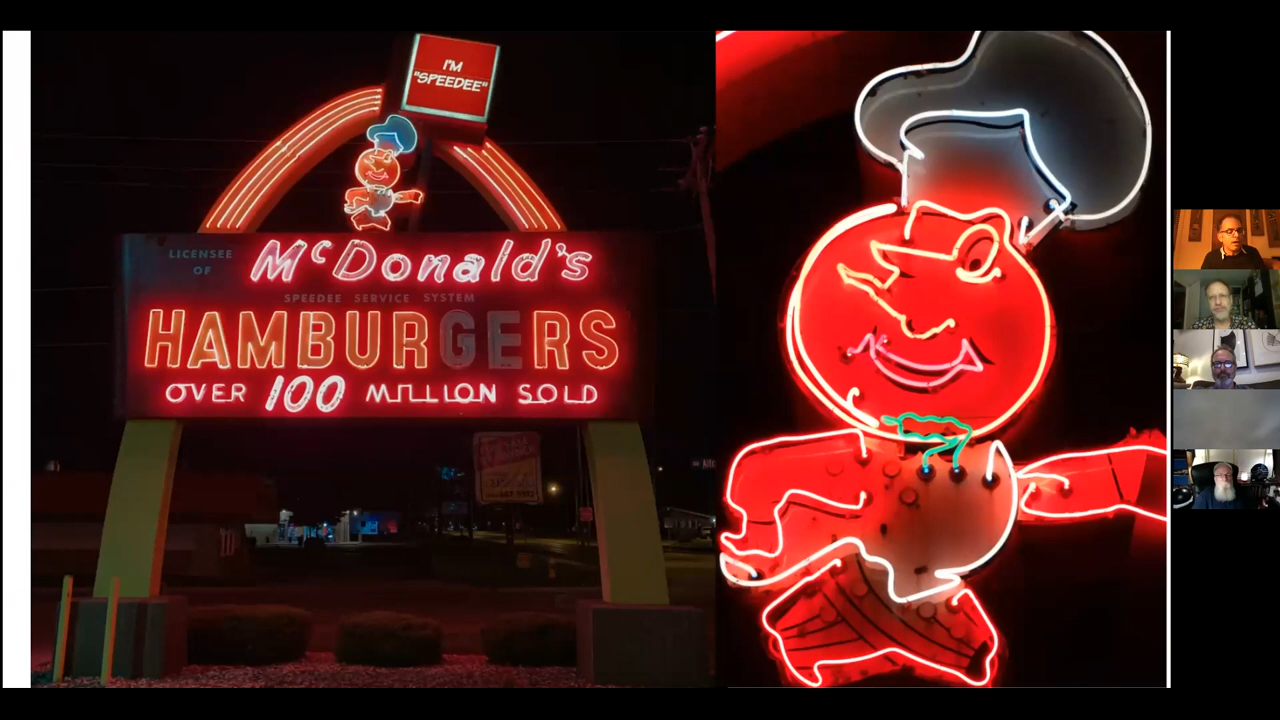 I'M
"SPEEDEE"
LICENSEE
OF
McDonald's
SPEEDEE SERVICE SYSTEM
HAMBURGERS
OVER 100 MILLION SOLD